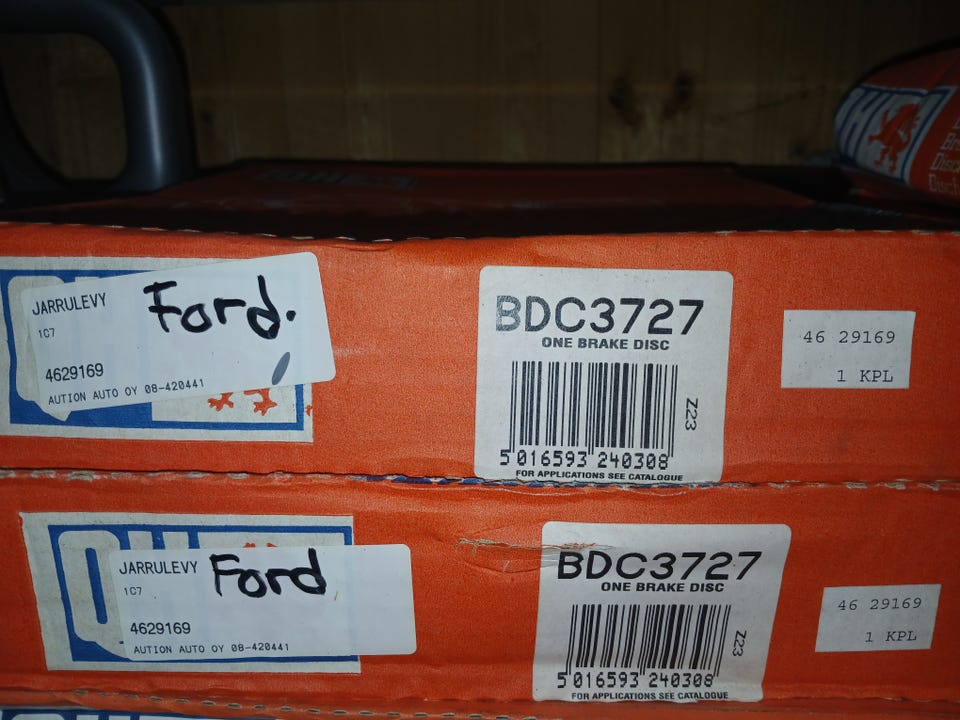 JARRULEVY
Ford.
1C7
4629169
AUTION AUTO OY 08-420441
BDC3727
ONE BRAKE DISC
Z23
5 016593 240308
FOR APPLICATIONS SEE CATALOGUE
46 29169
1 KPL
JARRULEVY
Ford
1C7
4629169
AUTION AUTO OY 08-420441
BDC3727
ONE BRAKE DISC
Z23
5 016593 240308
FOR APPLICATIONS SEE CATALOGUE
46 29169
1 KPL